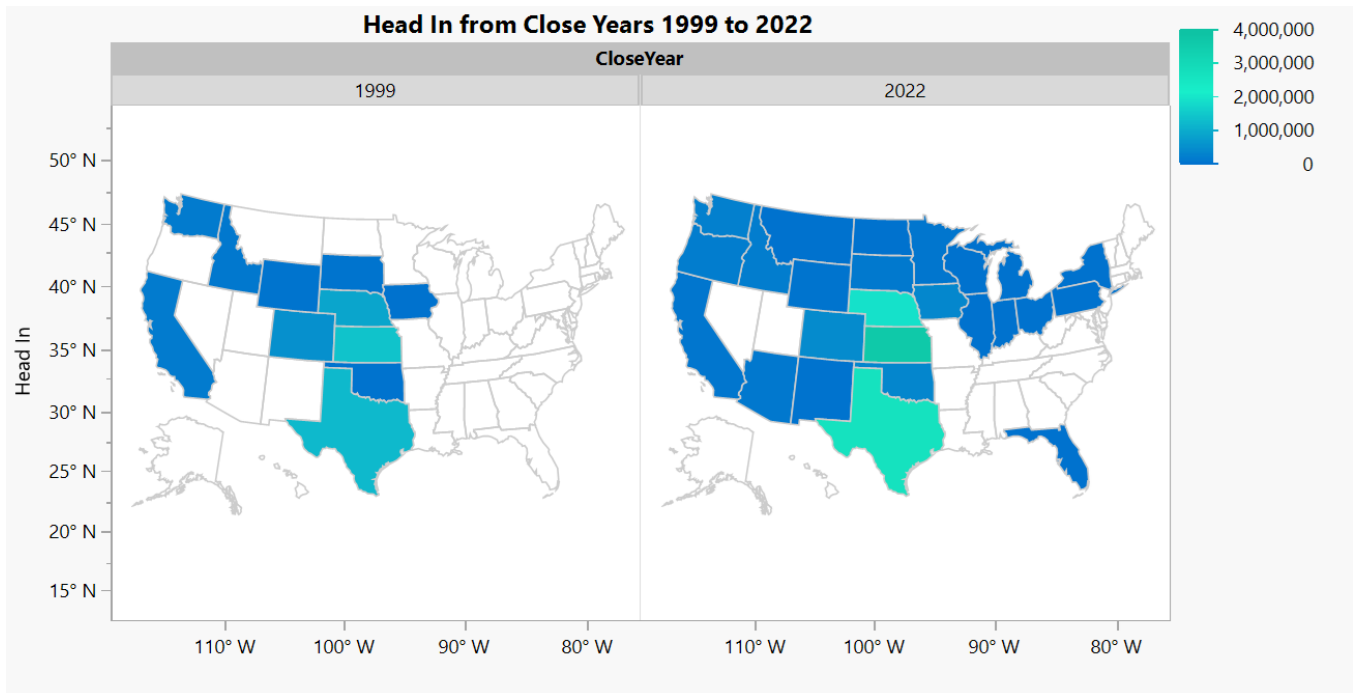 Head In from Close Years 1999 to 2022
CloseYear
1999 2022
4,000,000
3,000,000
2,000,000
1,000,000
0
Head In
50° N
45° N
40° N
35° N
30° N
25° N
20° N
15° N
110° W 100° W 90° W 80° W 110° W 100° W 90° W 80° W